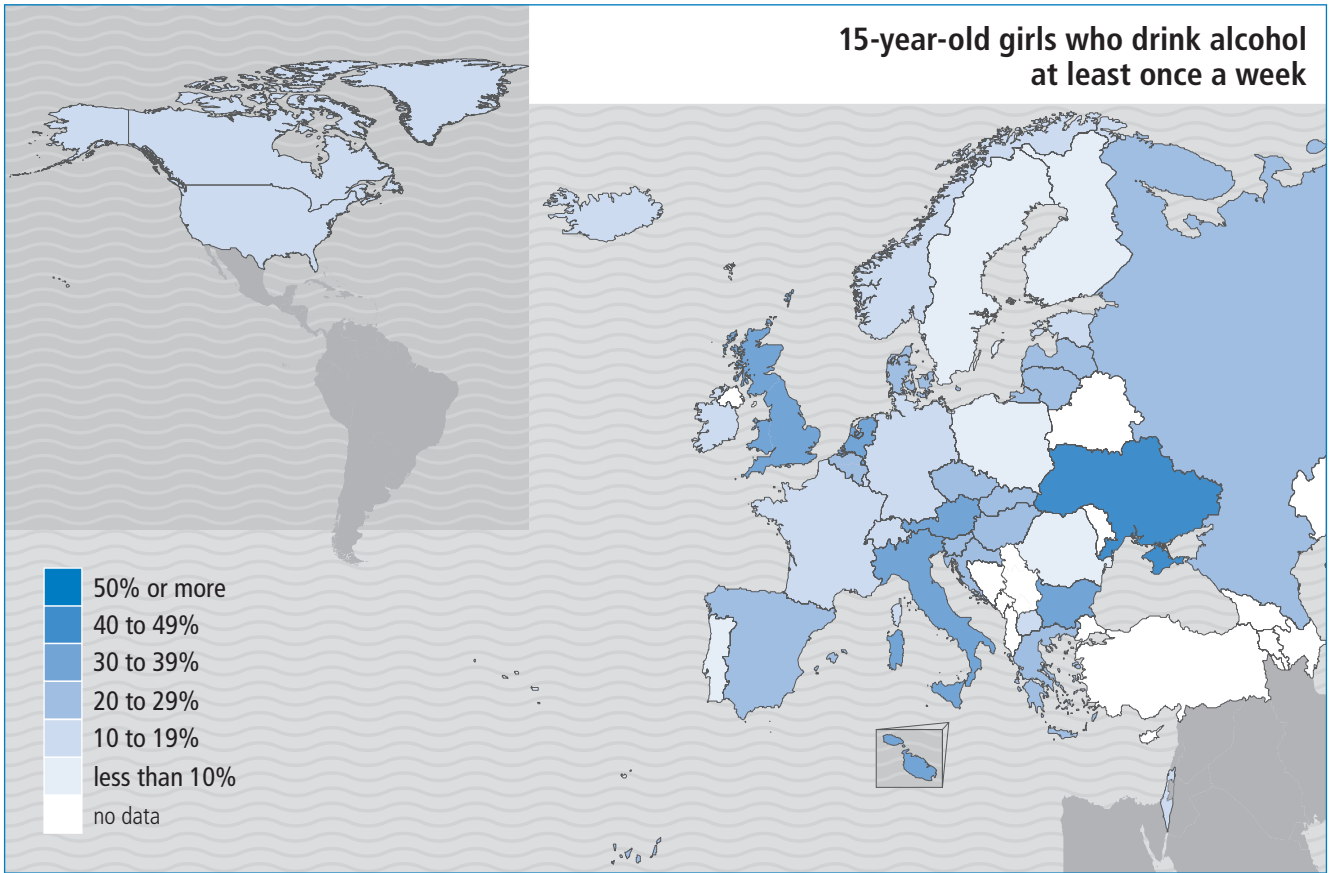 15-year-old girls who drink alcohol
at least once a week
50% or more
40 to 49%
30 to 39%
20 to 29%
10 to 19%
less than 10%
no data